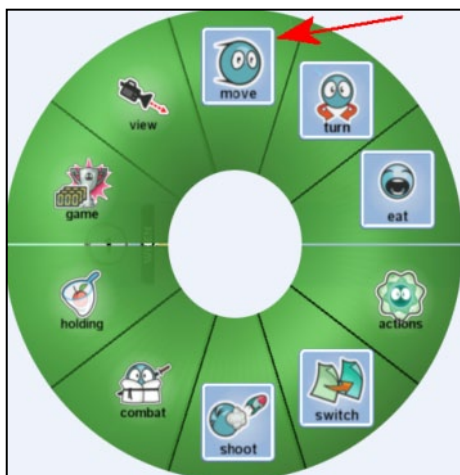 move
turn
eat
actions
switch
shoot
combat
holding
game
view